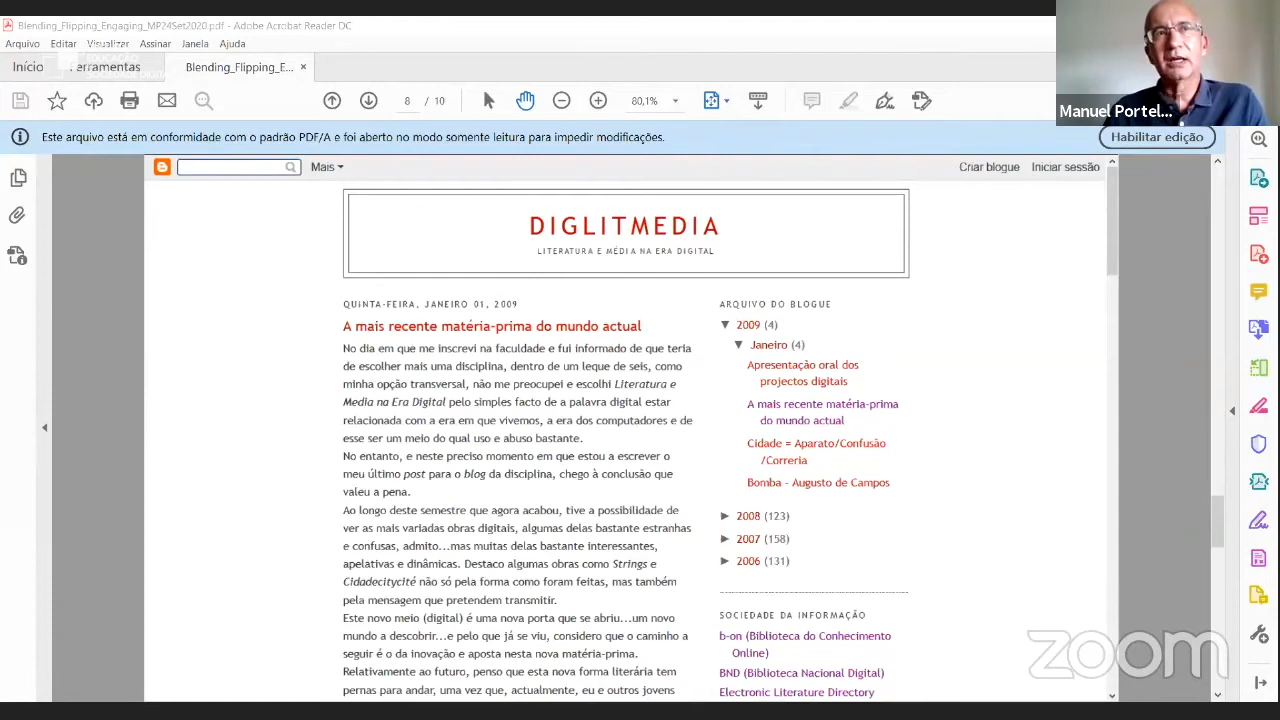 Blending_Flipping_Engaging_MP24Set2020.pdf - Adobe Acrobat Reader DC
Arquivo Editar Visualizar Assinar Janela Ajuda
Início Ferramentas Blending_Flipping_E... ×
8 / 10 80,1%
Manuel Portel...
Este arquivo está em conformidade com o padrão PDF/A e foi aberto no modo somente leitura para impedir modificações.
Habilitar edição
Mais
Criar blogue Iniciar sessão
DIGLITMEDIA
LITERATURA E MÉDIA NA ERA DIGITAL
QUINTA-FEIRA, JANEIRO 01, 2009
A mais recente matéria-prima do mundo actual
No dia em que me inscrevi na faculdade e fui informado de que teria
de escolher mais uma disciplina, dentro de um leque de seis, como
minha opção transversal, não me preocupei e escolhi Literatura e
Media na Era Digital pelo simples facto de a palavra digital estar
relacionada com a era em que vivemos, a era dos computadores e de
esse ser um meio do qual uso e abuso bastante.
No entanto, e neste preciso momento em que estou a escrever o
meu último post para o blog da disciplina, chego à conclusão que
valeu a pena.
Ao longo deste semestre que agora acabou, tive a possibilidade de
ver as mais variadas obras digitais, algumas delas bastante estranhas
e confusas, admito...mas muitas delas bastante interessantes,
apelativas e dinâmicas. Destaco algumas obras como Strings e
Cidadecitycité não só pela forma como foram feitas, mas também
pela mensagem que pretendem transmitir.
Este novo meio (digital) é uma nova porta que se abriu...um novo
mundo a descobrir...e pelo que já se viu, considero que o caminho a
seguir é o da inovação e aposta nesta nova matéria-prima.
Relativamente ao futuro, penso que esta nova forma literária tem
pernas para andar, uma vez que, actualmente, eu e outros jovens
ARQUIVO DO BLOGUE
▼ 2009 (4)
▼ Janeiro (4)
Apresentação oral dos
projectos digitais
A mais recente matéria-prima
do mundo actual
Cidade = Aparato/Confusão
/Correria
Bomba - Augusto de Campos
► 2008 (123)
► 2007 (158)
► 2006 (131)
SOCIEDADE DA INFORMAÇÃO
b-on (Biblioteca do Conhecimento
Online)
BND (Biblioteca Nacional Digital)
Electronic Literature Directory
zoom